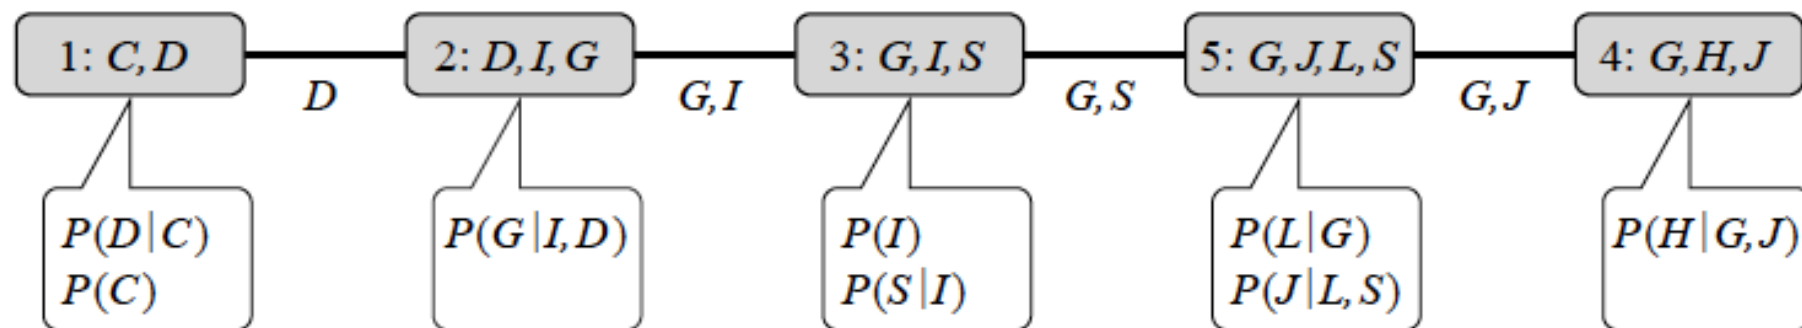 1: C,D
2: D,I,G
3: G,I,S
5: G,J,L,S
4: G,H,J
D
G,I
G,S
G,J
P(D|C)
P(C)
P(G|I,D)
P(I)
P(S|I)
P(L|G)
P(J|L,S)
P(H|G,J)